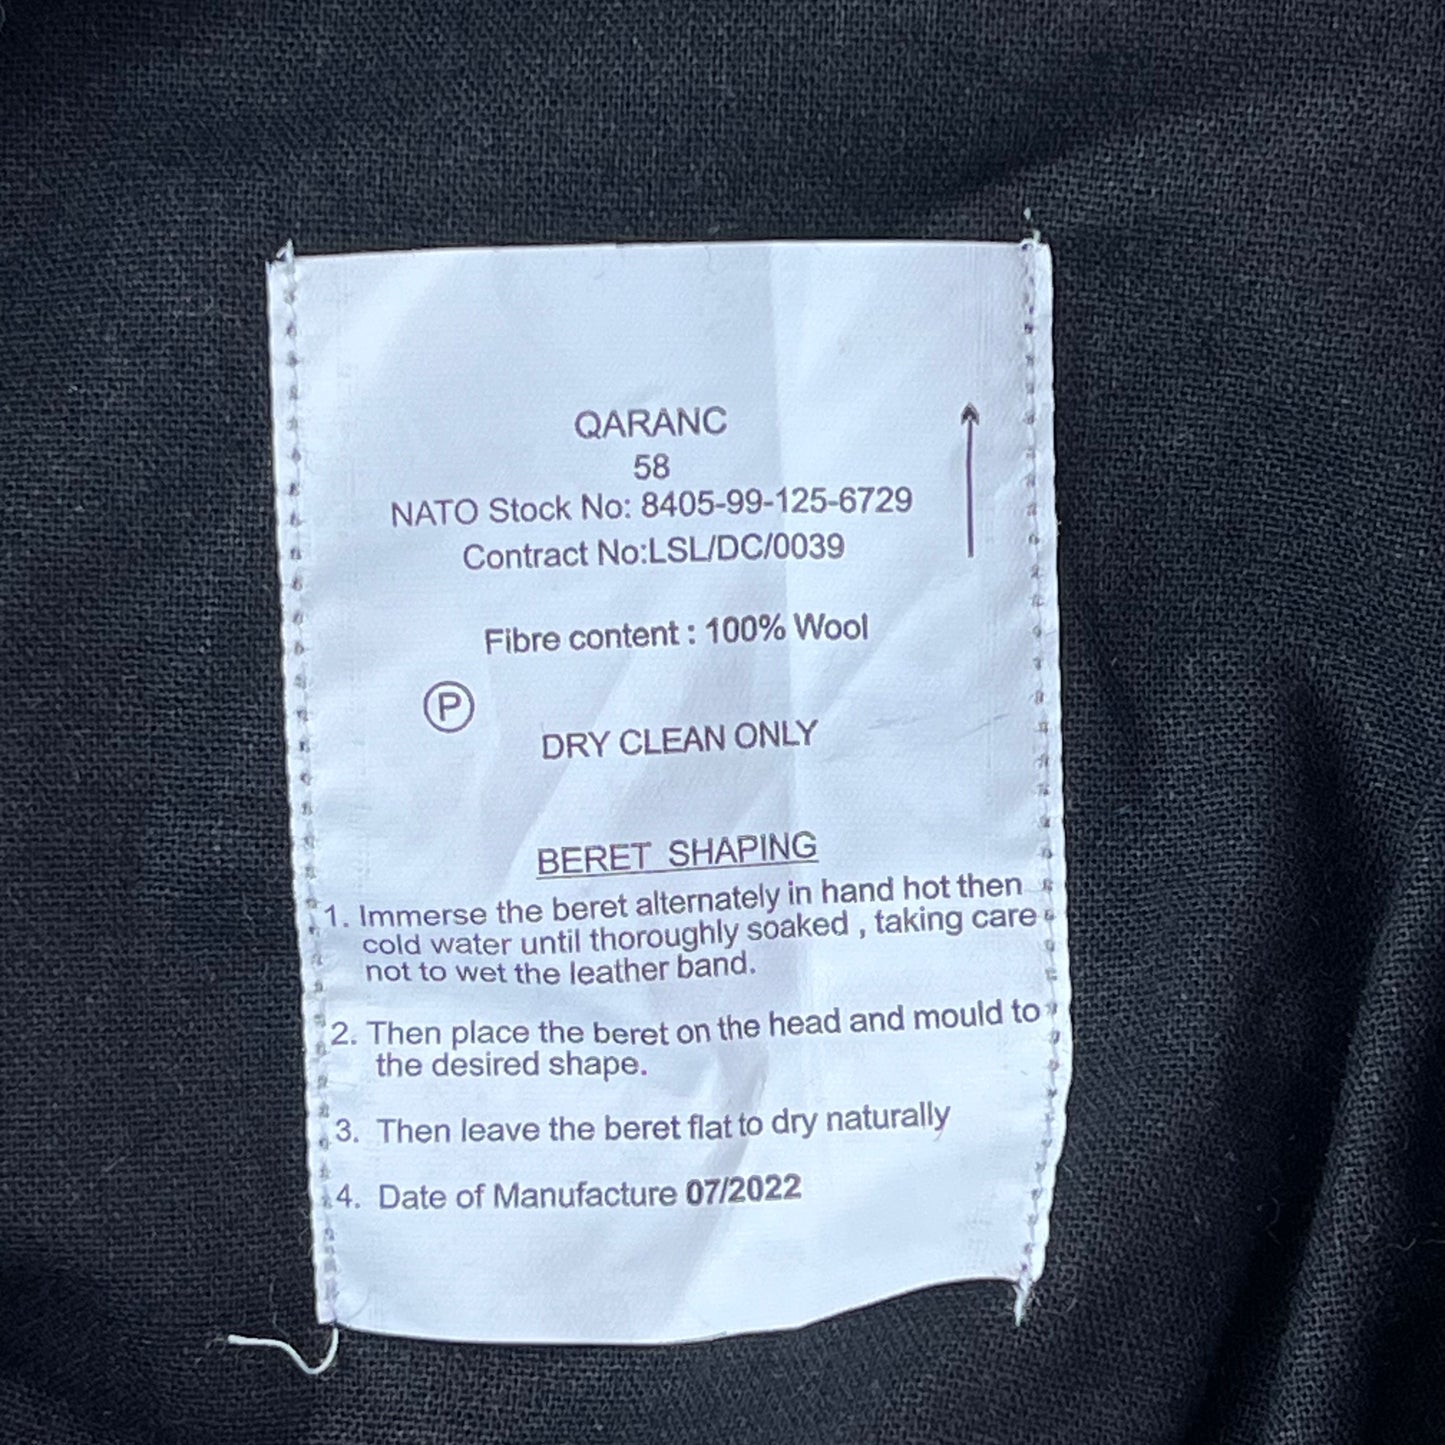 QARANC
58
NATO Stock No: 8405-99-125-6729
Contract No:LSL/DC/0039
Fibre content : 100% Wool
P
DRY CLEAN ONLY
BERET SHAPING
1. Immerse the beret alternately in hand hot then
cold water until thoroughly soaked , taking care
not to wet the leather band.
2. Then place the beret on the head and mould to
the desired shape.
3. Then leave the beret flat to dry naturally
4. Date of Manufacture 07/2022